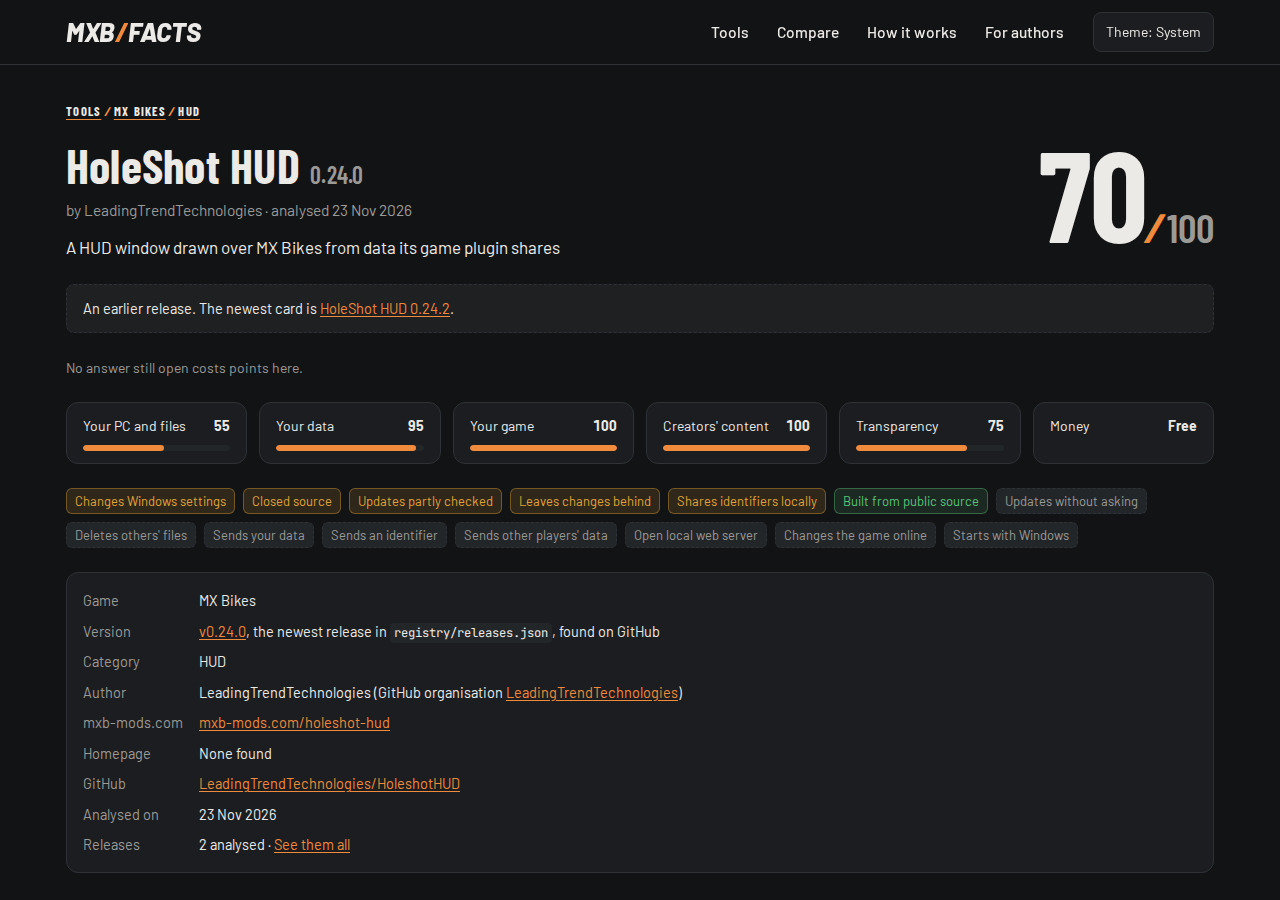 MXB/FACTS
Tools Compare How it works For authors Theme: System
TOOLS / MX BIKES / HUD
HoleShot HUD 0.24.0
by LeadingTrendTechnologies · analysed 23 Nov 2026
A HUD window drawn over MX Bikes from data its game plugin shares
70/100
An earlier release. The newest card is HoleShot HUD 0.24.2.
No answer still open costs points here.
Your PC and files 55
Your data 95
Your game 100
Creators' content 100
Transparency 75
Money Free
Changes Windows settings Closed source Updates partly checked Leaves changes behind Shares identifiers locally Built from public source Updates without asking
Deletes others' files Sends your data Sends an identifier Sends other players' data Open local web server Changes the game online Starts with Windows
Game MX Bikes
Version v0.24.0, the newest release in registry/releases.json, found on GitHub
Category HUD
Author LeadingTrendTechnologies (GitHub organisation LeadingTrendTechnologies)
mxb-mods.com mxb-mods.com/holeshot-hud
Homepage None found
GitHub LeadingTrendTechnologies/HoleshotHUD
Analysed on 23 Nov 2026
Releases 2 analysed · See them all